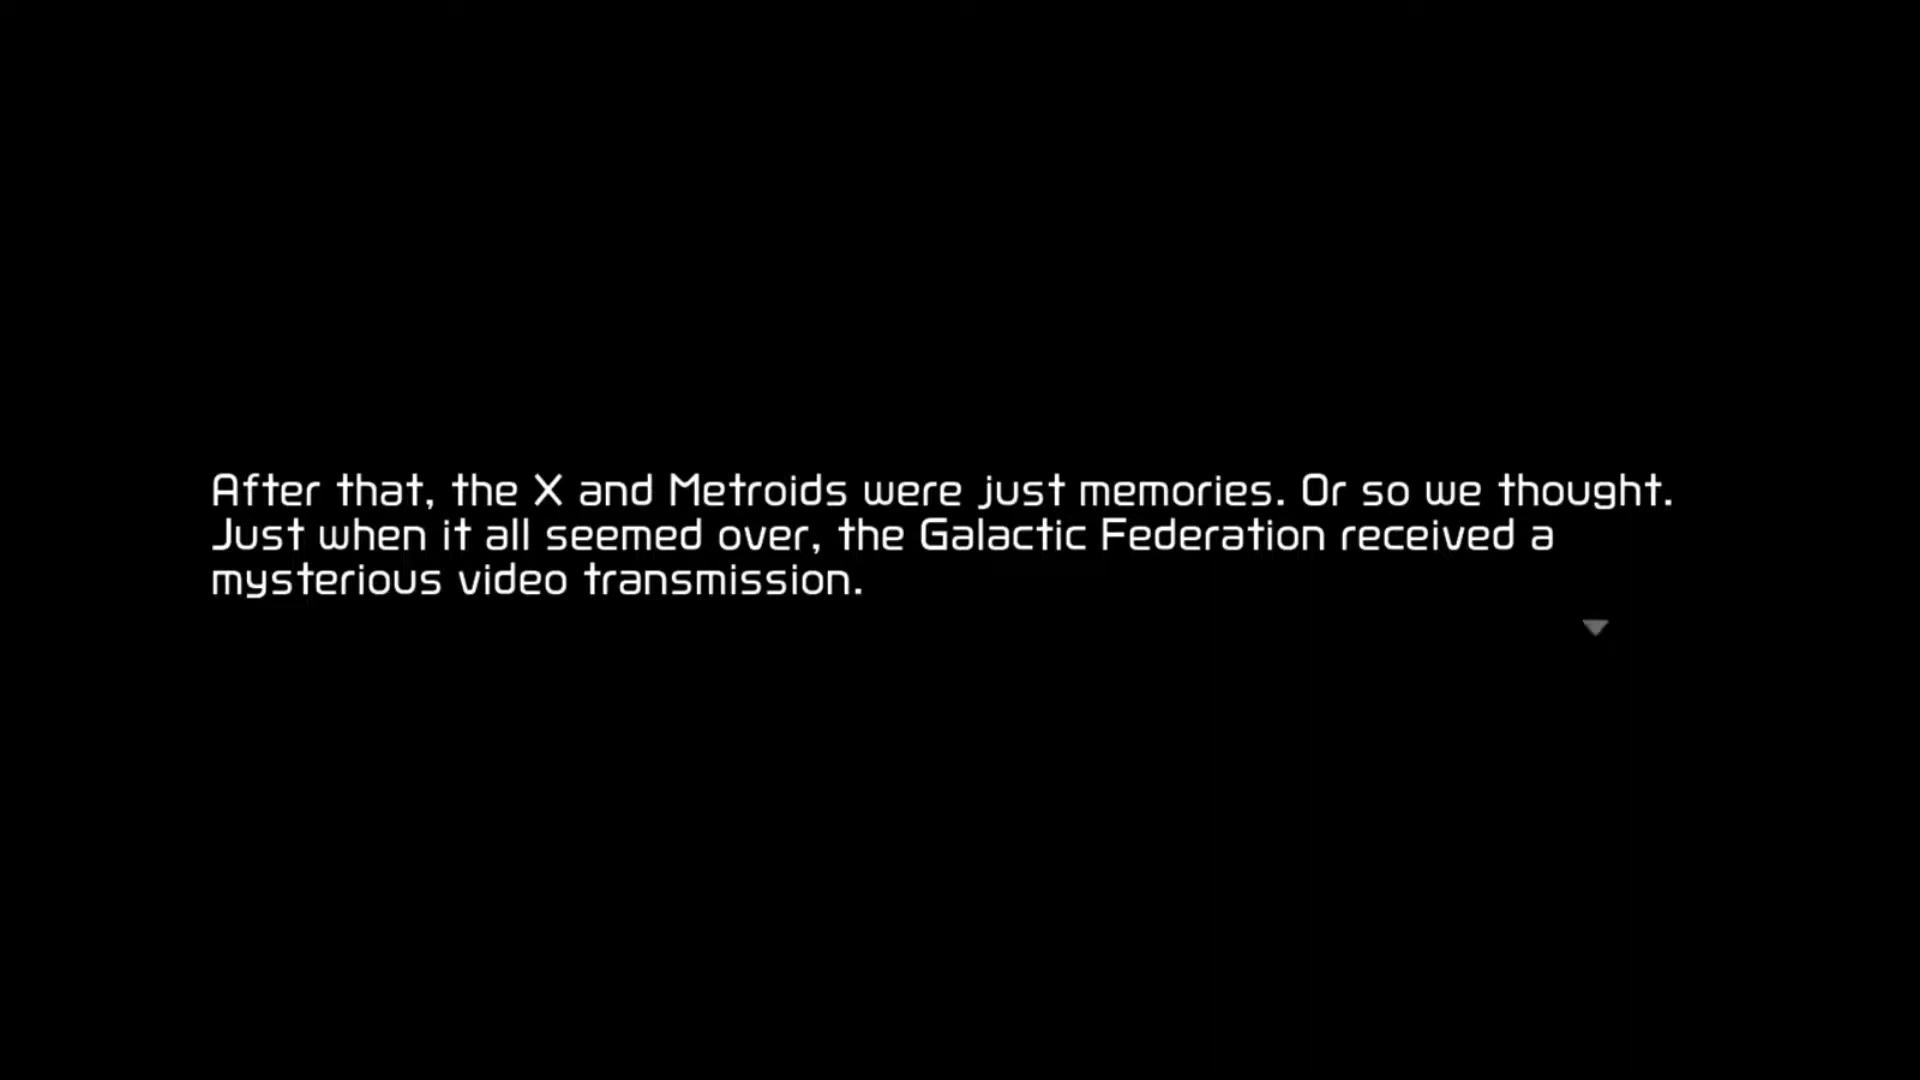 After that, the X and Metroids were just memories. Or so we thought.
Just when it all seemed over, the Galactic Federation received a
mysterious video transmission.